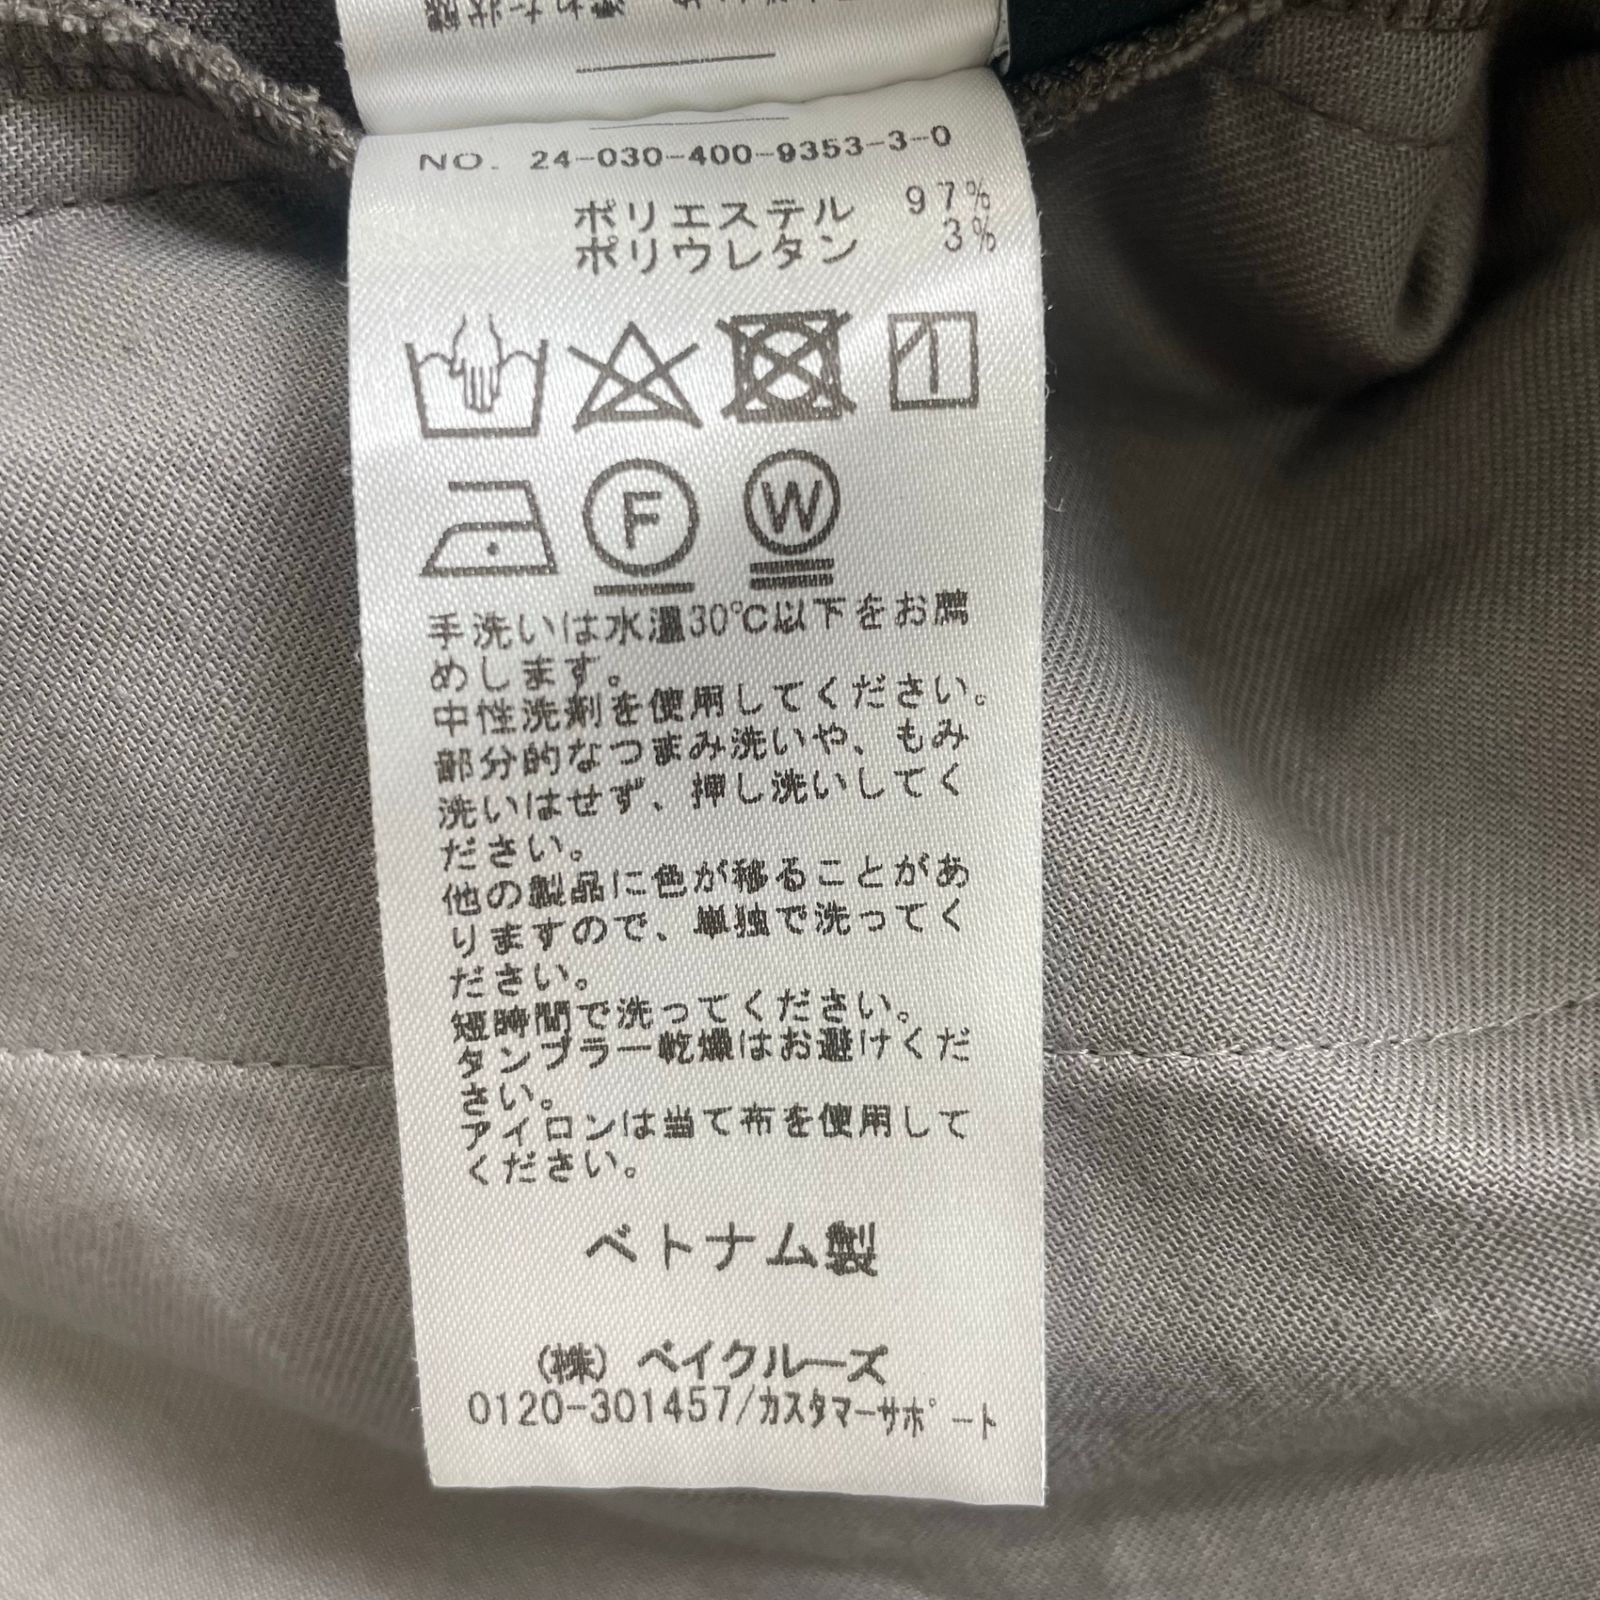 NO. 24-030-400-9353-3-0
ポリエステル 97%
ポリウレタン 3%
F W
手洗いは水温30℃以下をお薦
めします。
中性洗剤を使用してください。
部分的なつまみ洗いや、もみ
洗いはせず、押し洗いしてく
ださい。
他の製品に色が移ることがあ
りますので、単独で洗ってく
ださい。
短時間で洗ってください。
タンブラー乾燥はお避けくだ
さい。
アイロンは当て布を使用して
ください。
ベトナム製
(株) ベイクルーズ
0120-301457/カスタマーサポート